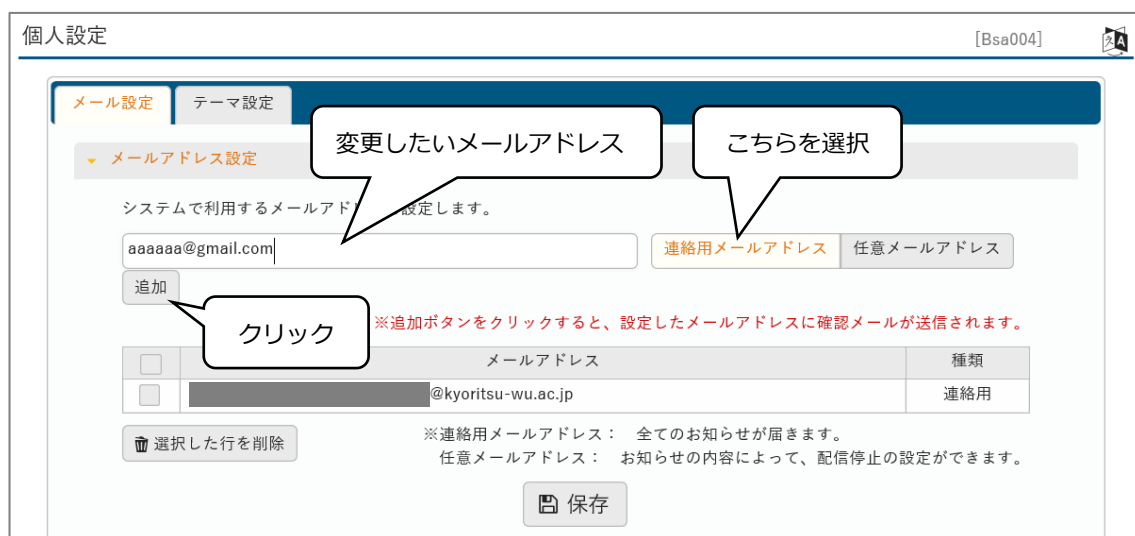 個人設定
[Bsa004]
メール設定
テーマ設定
変更したいメールアドレス
こちらを選択
メールアドレス設定
システムで利用するメールアド 設定します。
aaaaaa@gmail.com
連絡用メールアドレス
任意メールアドレス
追加
クリック
※追加ボタンをクリックすると、設定したメールアドレスに確認メールが送信されます。
メールアドレス
種類
@kyoritsu-wu.ac.jp
連絡用
選択した行を削除
※連絡用メールアドレス： 全てのお知らせが届きます。
任意メールアドレス： お知らせの内容によって、配信停止の設定ができます。
保存